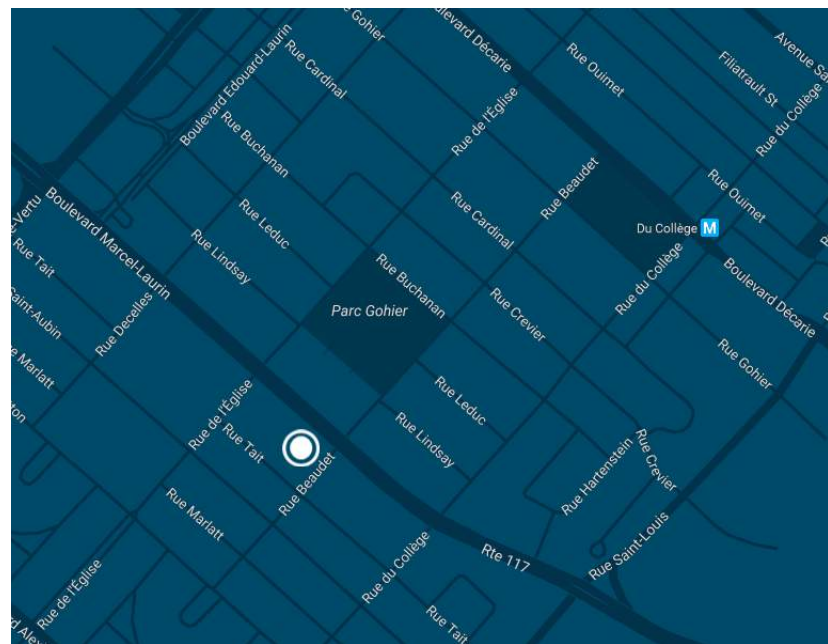 Gohier
ulevard Décarie
Avenue Sa
Rue Cardinal
Rue Ouimet
Filiatrault St
Rue du Collège
Boulevard Édouard-Laurin
Rue de l'Église
Rue Buchanan
Rue Beaudet
Rue Ouimet
-Vertu
Boulevard Marcel-Laurin
Rue Leduc
Rue Cardinal
Du Collège M
Rue Tait
Rue Lindsay
Rue Buchanan
Rue du Collège
Boulevard Décarie
Saint-Aubin
Rue Decelles
Parc Gohier
Rue Crevier
e Marlatt
Rue Gohier
ton
Rue de l'Église
Rue Tait
Rue Leduc
Rue Lindsay
Rue Beaudet
Rue Hartenstein
Rue Crevier
Rue Marlatt
Rte 117
Rue Saint-Louis
Rue de l'Église
Rue du Collège
Rue Tait